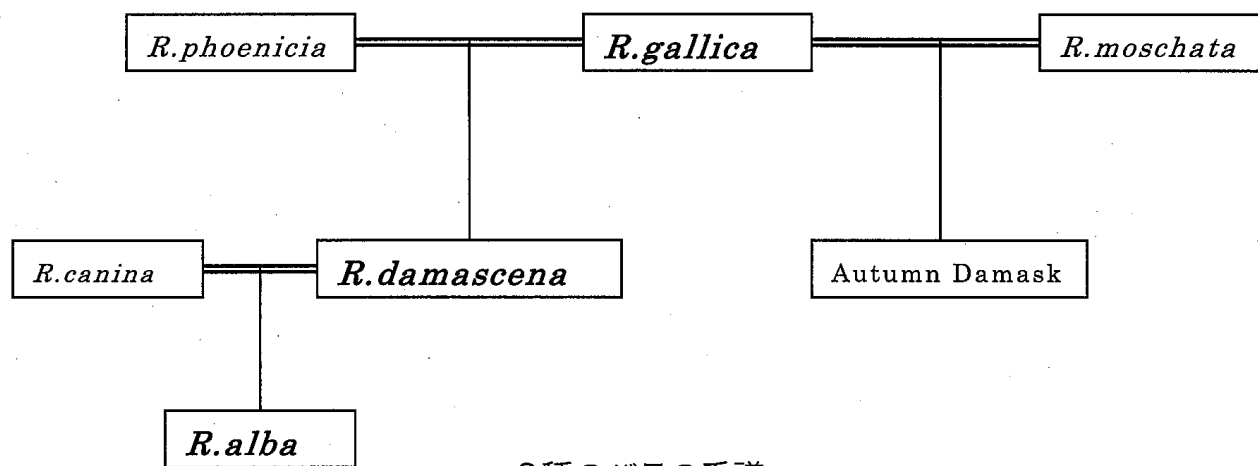 R.phoenicia
R.gallica
R.moschata
R.canina
R.damascena
Autumn Damask
R.alba